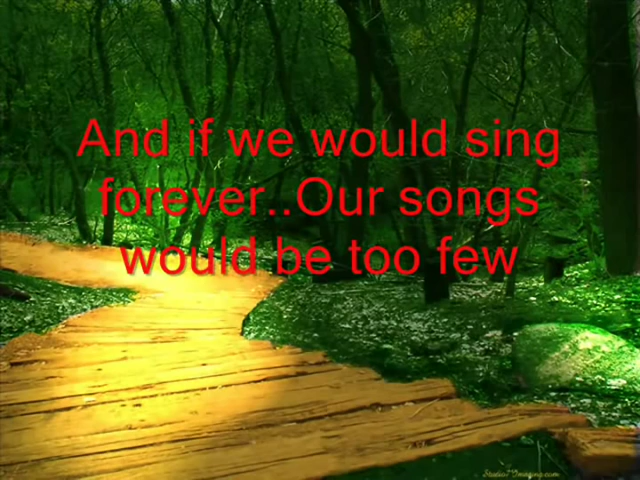 And if we would sing
forever..Our songs
would be too few